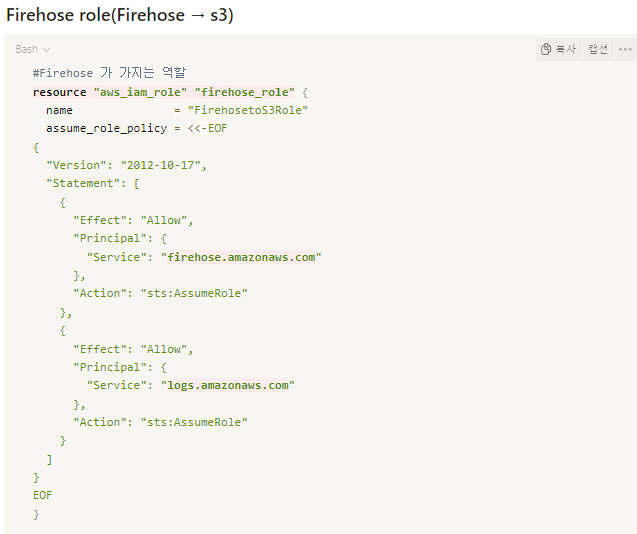 Firehose role(Firehose → s3)
Bash
복사 캡션
#Firehose 가 가지는 역할
resource "aws_iam_role" "firehose_role" {
  name               = "FirehosetoS3Role"
  assume_role_policy = <<-EOF
{
  "Version": "2012-10-17",
  "Statement": [
    {
      "Effect": "Allow",
      "Principal": {
        "Service": "firehose.amazonaws.com"
      },
      "Action": "sts:AssumeRole"
    },
    {
      "Effect": "Allow",
      "Principal": {
        "Service": "logs.amazonaws.com"
      },
      "Action": "sts:AssumeRole"
    }
  ]
}
EOF
}